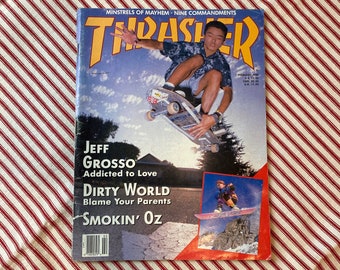 MINSTRELS OF MAYHEM • NINE COMMANDMENTS
THRASHER
JEFF
GROSSO
Addicted to Love
DIRTY WORLD
Blame Your Parents
SMOKIN' OZ